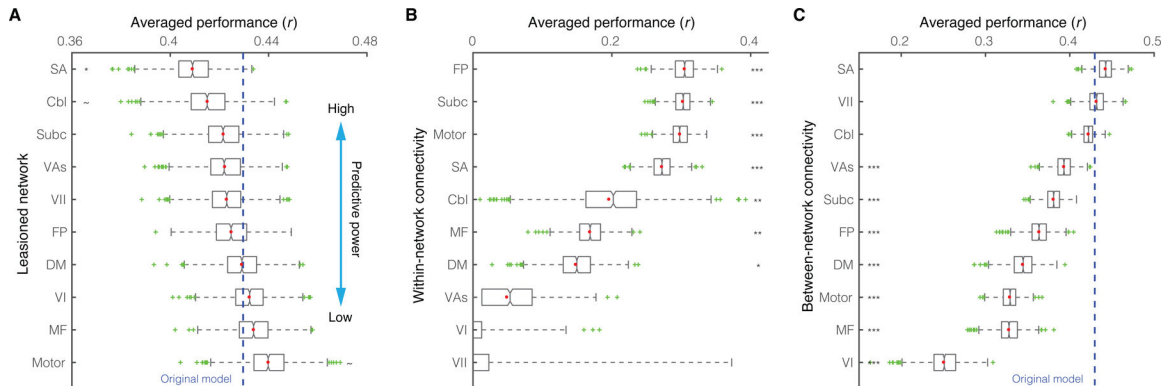 A
Averaged performance (r)
0.36 0.4 0.44 0.48
Leasioned network
SA *
Cbl ~
Subc
VAs
VII
FP
DM
VI
MF
Motor ~
High
Predictive power
Low
Original model
B
Averaged performance (r)
0 0.2 0.4
Within-network connectivity
FP ***
Subc ***
Motor ***
SA ***
Cbl **
MF **
DM *
VAs
VI
VII
C
Averaged performance (r)
0.2 0.3 0.4 0.5
Between-network connectivity
SA
VII
Cbl
VAs ***
Subc ***
FP ***
DM ***
Motor ***
MF ***
VI ***
Original model